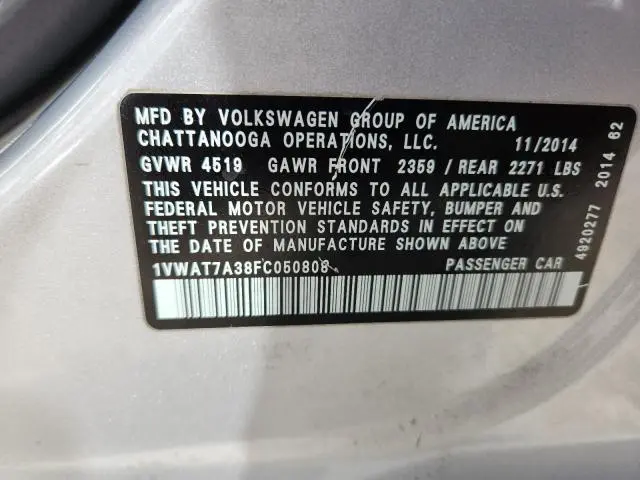 MFD BY VOLKSWAGEN GROUP OF AMERICA
CHATTANOOGA OPERATIONS, LLC. 11/2014
GVWR 4519 GAWR FRONT 2359 / REAR 2271 LBS
THIS VEHICLE CONFORMS TO ALL APPLICABLE U.S.
FEDERAL MOTOR VEHICLE SAFETY, BUMPER AND
THEFT PREVENTION STANDARDS IN EFFECT ON
THE DATE OF MANUFACTURE SHOWN ABOVE
1VWAT7A38FC050808 PASSENGER CAR
4920277 2014 62